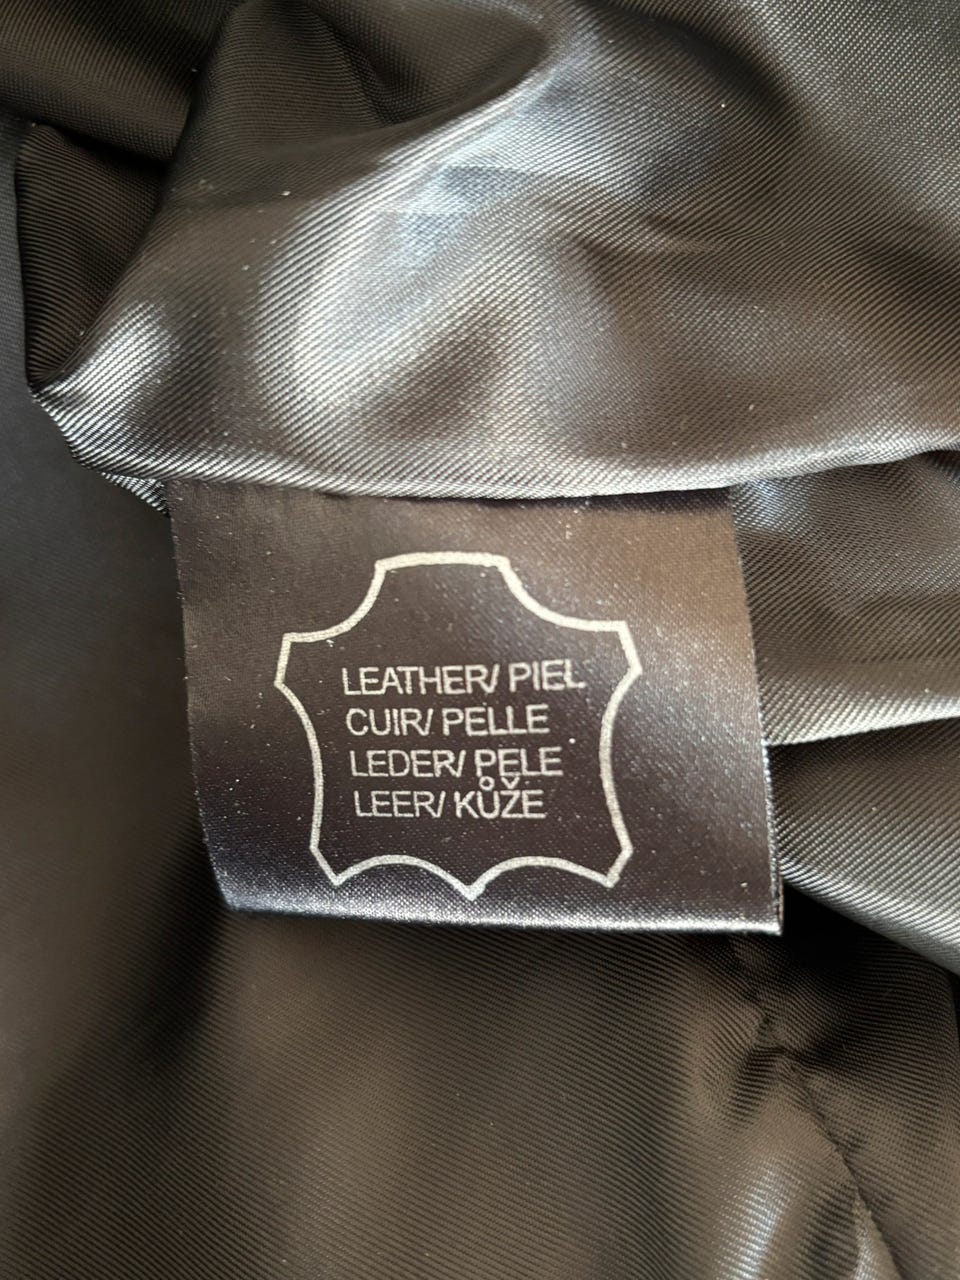 LEATHER/ PIEL
CUIR/ PELLE
LEDER/ PELE
LEER/ KŮŽE